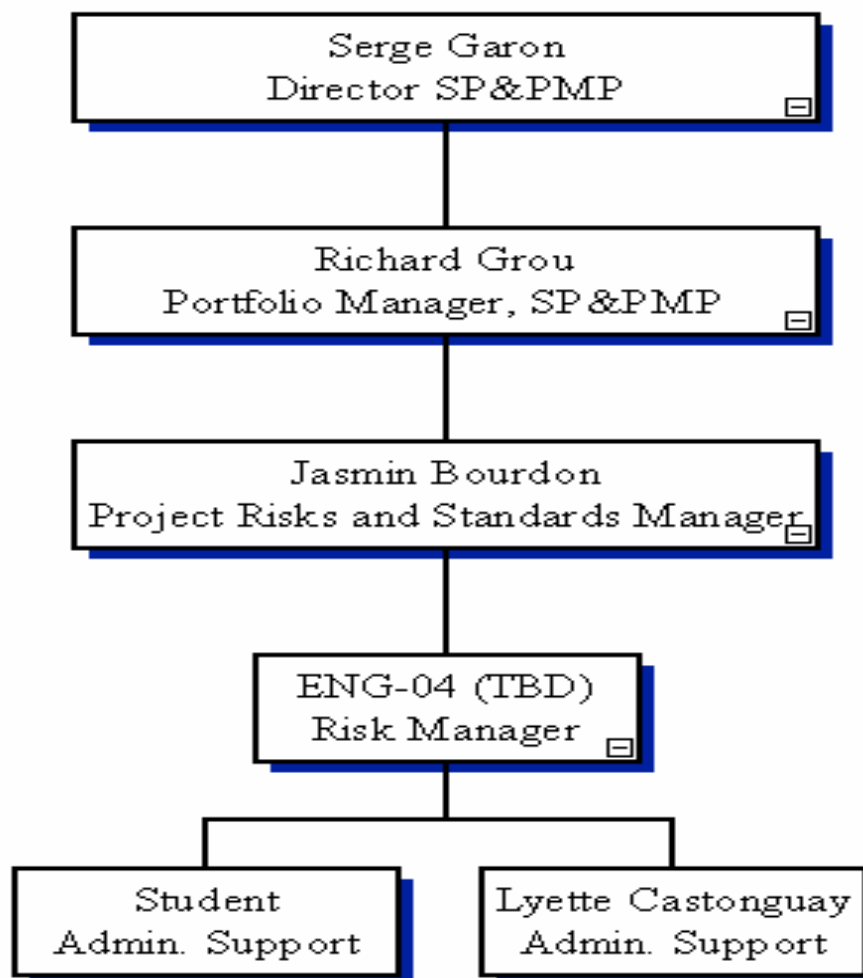 Serge Garon
Director SP&PMP
Richard Grou
Portfolio Manager, SP&PMP
Jasmin Bourdon
Project Risks and Standards Manager
ENG-04 (TBD)
Risk Manager
Student
Admin. Support
Lyette Castonguay
Admin. Support